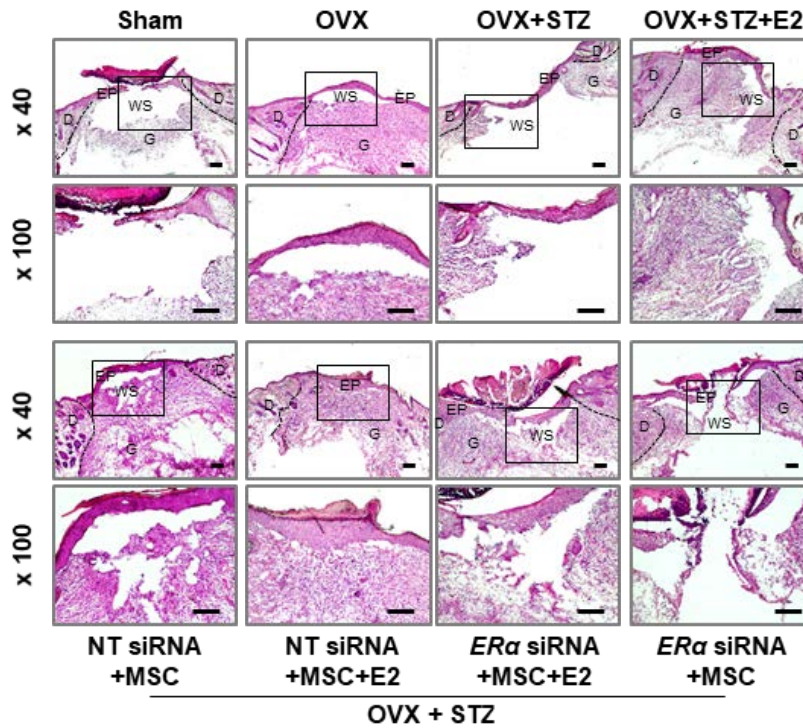 Sham OVX OVX+STZ OVX+STZ+E2
x 40
EP WS D D G
WS EP D G
D EP G WS
EP D G WS D
x 100
x 40
EP WS D D G
EP D G
EP D G WS
EP D G WS
x 100
NT siRNA NT siRNA ERα siRNA ERα siRNA
+MSC +MSC+E2 +MSC+E2 +MSC
OVX + STZ